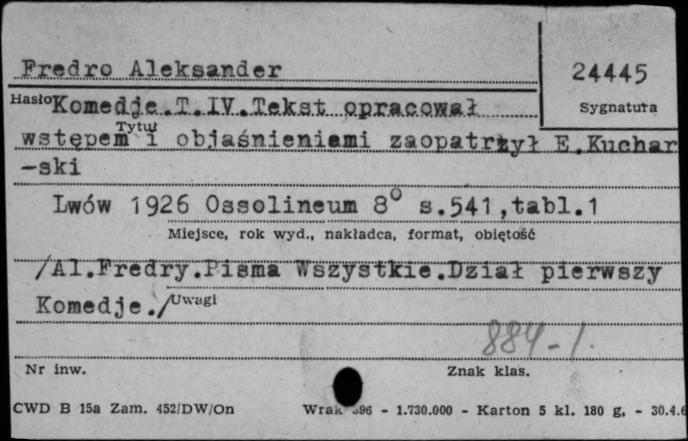 Fredro Aleksander
24445
Hasło
Sygnatura
Komedje.T.IV.Tekst opracował
Tytuł
wstępem i objaśnieniami zaopatrzył E.Kuchar
-ski
Lwów 1926 Ossolineum 8° s.541,tabl.1
Miejsce, rok wyd., nakładca, format, objętość
/Al.Fredry.Pisma Wszystkie.Dział pierwszy
Komedje./
Uwagi
884-1
Nr inw.
Znak klas.
CWD B 15a Zam. 452/DW/On
96 - 1.730.000 - Karton 5 kl. 180 g. - 30.4.6